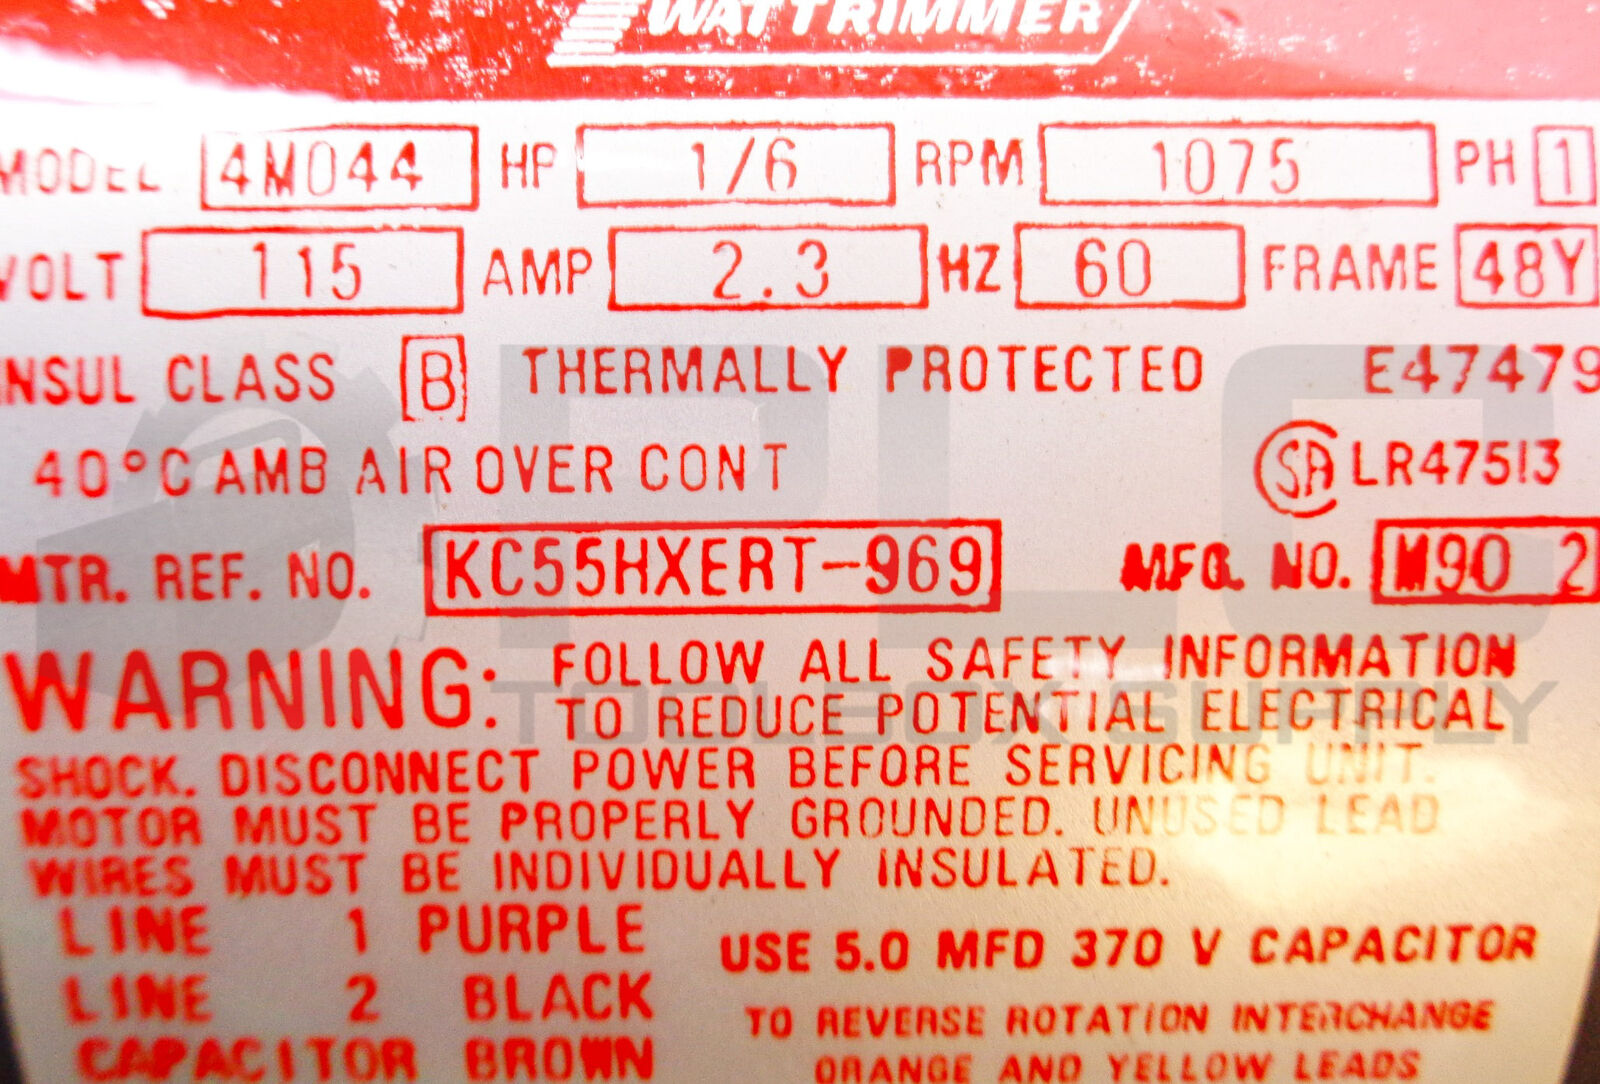 WATTRIMMER
MODEL 4M044 HP 1/6 RPM 1075 PH 1
VOLT 115 AMP 2.3 HZ 60 FRAME 48Y
INSUL CLASS B THERMALLY PROTECTED E47479
40°C AMB AIR OVER CONT SA LR47513
MTR. REF. NO. KC55HXERT-969 MFG. NO. M90 2
WARNING: FOLLOW ALL SAFETY INFORMATION
TO REDUCE POTENTIAL ELECTRICAL
SHOCK. DISCONNECT POWER BEFORE SERVICING UNIT.
MOTOR MUST BE PROPERLY GROUNDED. UNUSED LEAD
WIRES MUST BE INDIVIDUALLY INSULATED.
LINE 1 PURPLE
LINE 2 BLACK
CAPACITOR BROWN
USE 5.0 MFD 370 V CAPACITOR
TO REVERSE ROTATION INTERCHANGE
ORANGE AND YELLOW LEADS
PLC
TOOLBOX SUPPLY